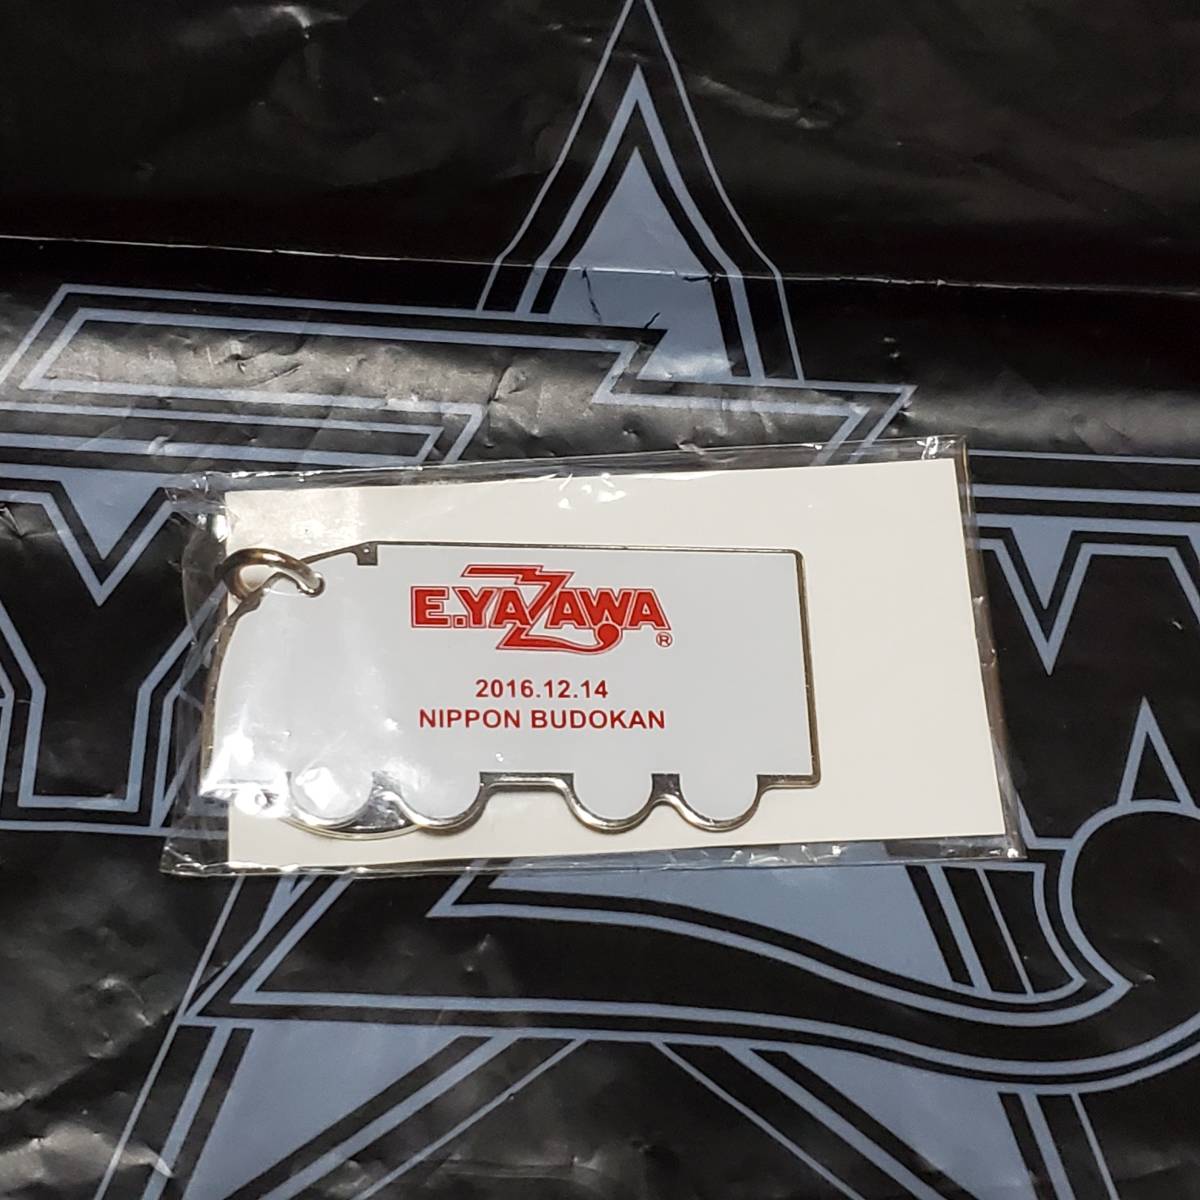 E.YAZAWA®
2016.12.14
NIPPON BUDOKAN